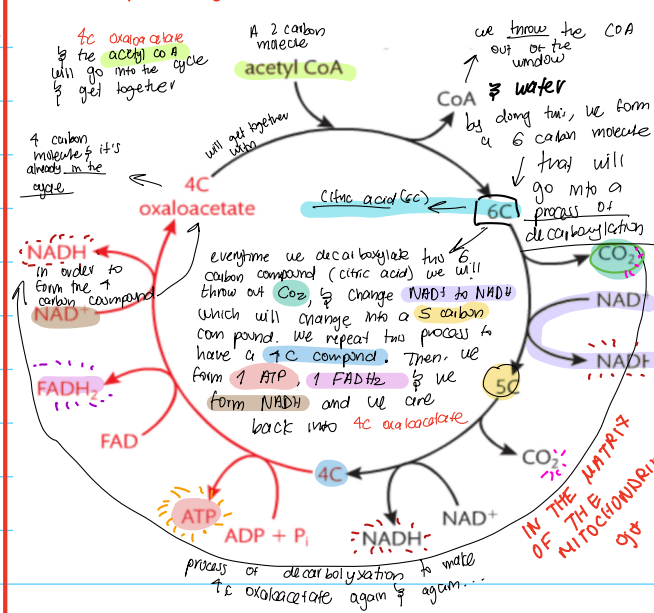 4C oxaloacetate
& the acetyl coA
will go into the cycle
& get together
A 2 carbon
molecule
acetyl CoA
we throw the COA
out of the
window
CoA
& water
by doing this, we form
a 6 carbon molecule
that will
go into a
process of
decarboxylation
will get together
with
4 carbon
molecule & it's
already in the
cycle
4C
oxaloacetate
Citric acid (6C)
6C
CO2
NAD+
NADH
NADH
in order to
form the 4
carbon coumpound
NAD+
everytime we decarboxylate this 6
carbon compound (citric acid) we will
throw out CO2, & change NAD+ to NADH
which will change into a 5 carbon
compound. we repeat this process to
have a 4C compound. Then, we
form 1 ATP, 1 FADH2 & we
form NADH and we are
back into 4C oxaloacetate
FADH2
FAD
5C
CO2
4C
ATP
ADP + Pi
NADH
NAD+
IN THE MATRIX
OF THE
MITOCHONDRI
process of decarbolyxation to make
4C oxaloacetate again & again...